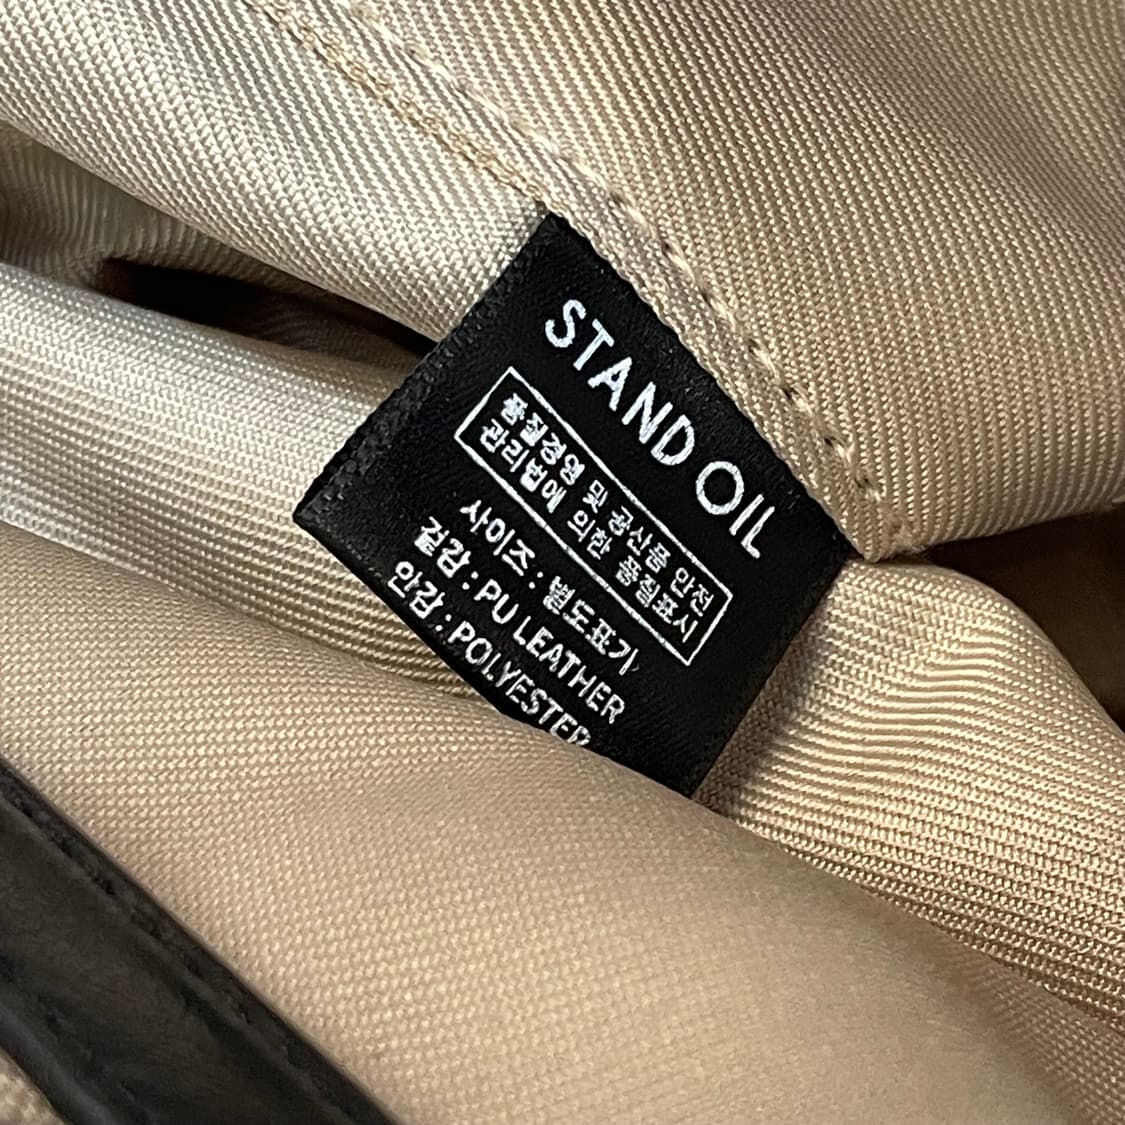 STAND OIL
품질경영 및 공산품 안전
관리법에 의한 품질표시
사이즈 : 별도표기
겉감 : PU LEATHER
안감 : POLYESTER